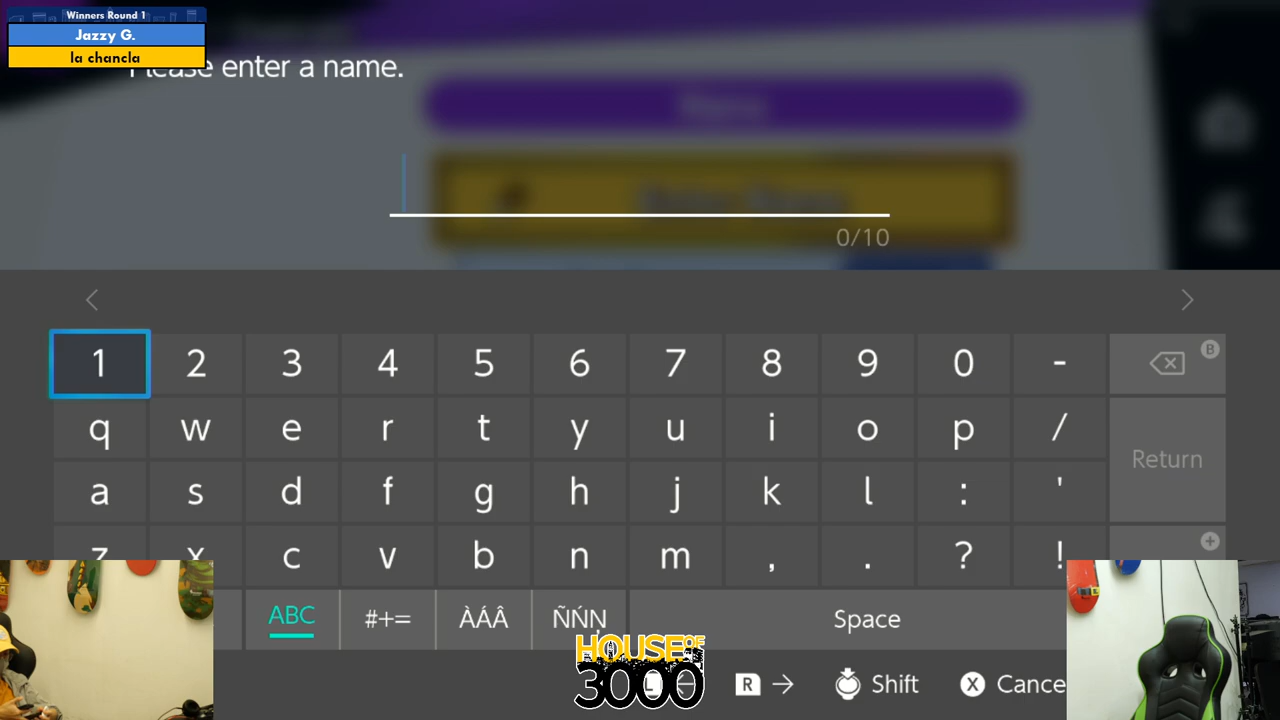 Winners Round 1
Jazzy G.
la chancla
Please enter a name.
0/10
1 2 3 4 5 6 7 8 9 0 -
B
q w e r t y u i o p /
Return
a s d f g h j k l : '
z x c v b n m , . ? !
ABC #+= ÀÁÂ ÑŃŅ Space
HOUSE OF
3000
L R → Shift X Cance